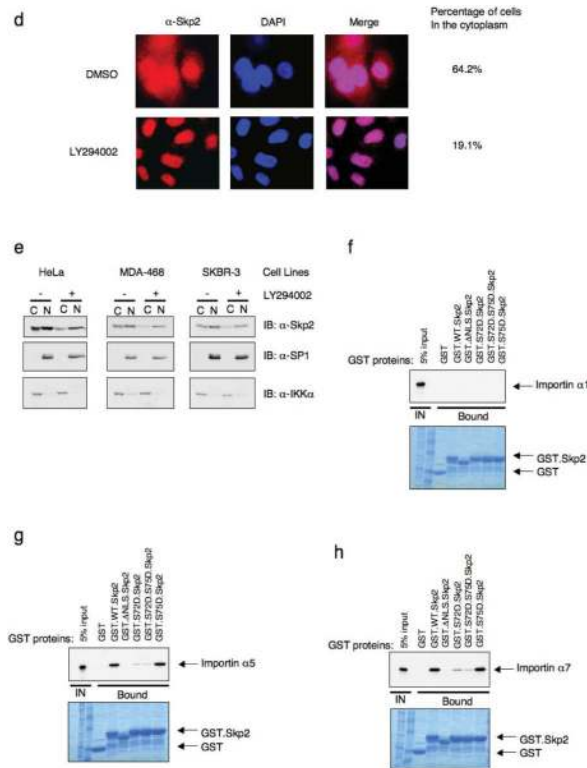 d
α-Skp2 DAPI Merge Percentage of cells
In the cytoplasm
DMSO 64.2%
LY294002 19.1%
e
HeLa MDA-468 SKBR-3 Cell Lines
- + - + - + LY294002
C N C N C N C N C N C N
IB: α-Skp2
IB: α-SP1
IB: α-IKKα
f
GST proteins: 5% input GST GST.WT.Skp2 GST.ΔNLS.Skp2 GST.S72D.Skp2 GST.S72D.S75D.Skp2 GST.S75D.Skp2
Importin α1
IN Bound
GST.Skp2
GST
g
GST proteins: 5% input GST GST.WT.Skp2 GST.ΔNLS.Skp2 GST.S72D.Skp2 GST.S72D.S75D.Skp2 GST.S75D.Skp2
Importin α5
IN Bound
GST.Skp2
GST
h
GST proteins: 5% input GST GST.WT.Skp2 GST.ΔNLS.Skp2 GST.S72D.Skp2 GST.S72D.S75D.Skp2 GST.S75D.Skp2
Importin α7
IN Bound
GST.Skp2
GST